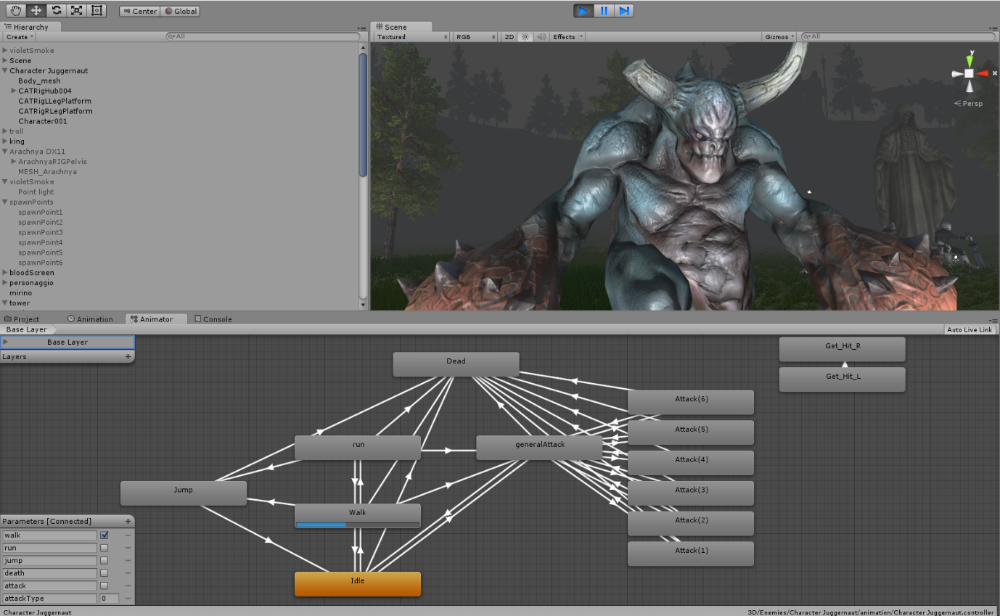 Center Global
Hierarchy
Create All
violetSmoke
Scene
Character Juggernaut
Body_mesh
CATRigHub004
CATRigLLegPlatform
CATRigRLegPlatform
Character001
troll
king
Arachnya DX11
ArachnyaRIGPelvis
MESH_Arachnya
violetSmoke
Point light
spawnPoints
spawnPoint1
spawnPoint2
spawnPoint3
spawnPoint4
spawnPoint5
spawnPoint6
bloodScreen
personaggio
mirino
tower
Scene
Textured RGB 2D Effects Gizmos All
y
x
Persp
Project Animation Animator Console
Base Layer Auto Live Link
Base Layer
Layers
Dead
Get_Hit_R
Get_Hit_L
Attack(6)
Attack(5)
run
generalAttack
Attack(4)
Jump
Attack(3)
Walk
Attack(2)
Attack(1)
Idle
Parameters [Connected]
walk
run
jump
death
attack
attackType 0
Character Juggernaut 3D/Enemies/Character Juggernaut/animation/Character Juggernaut.controller